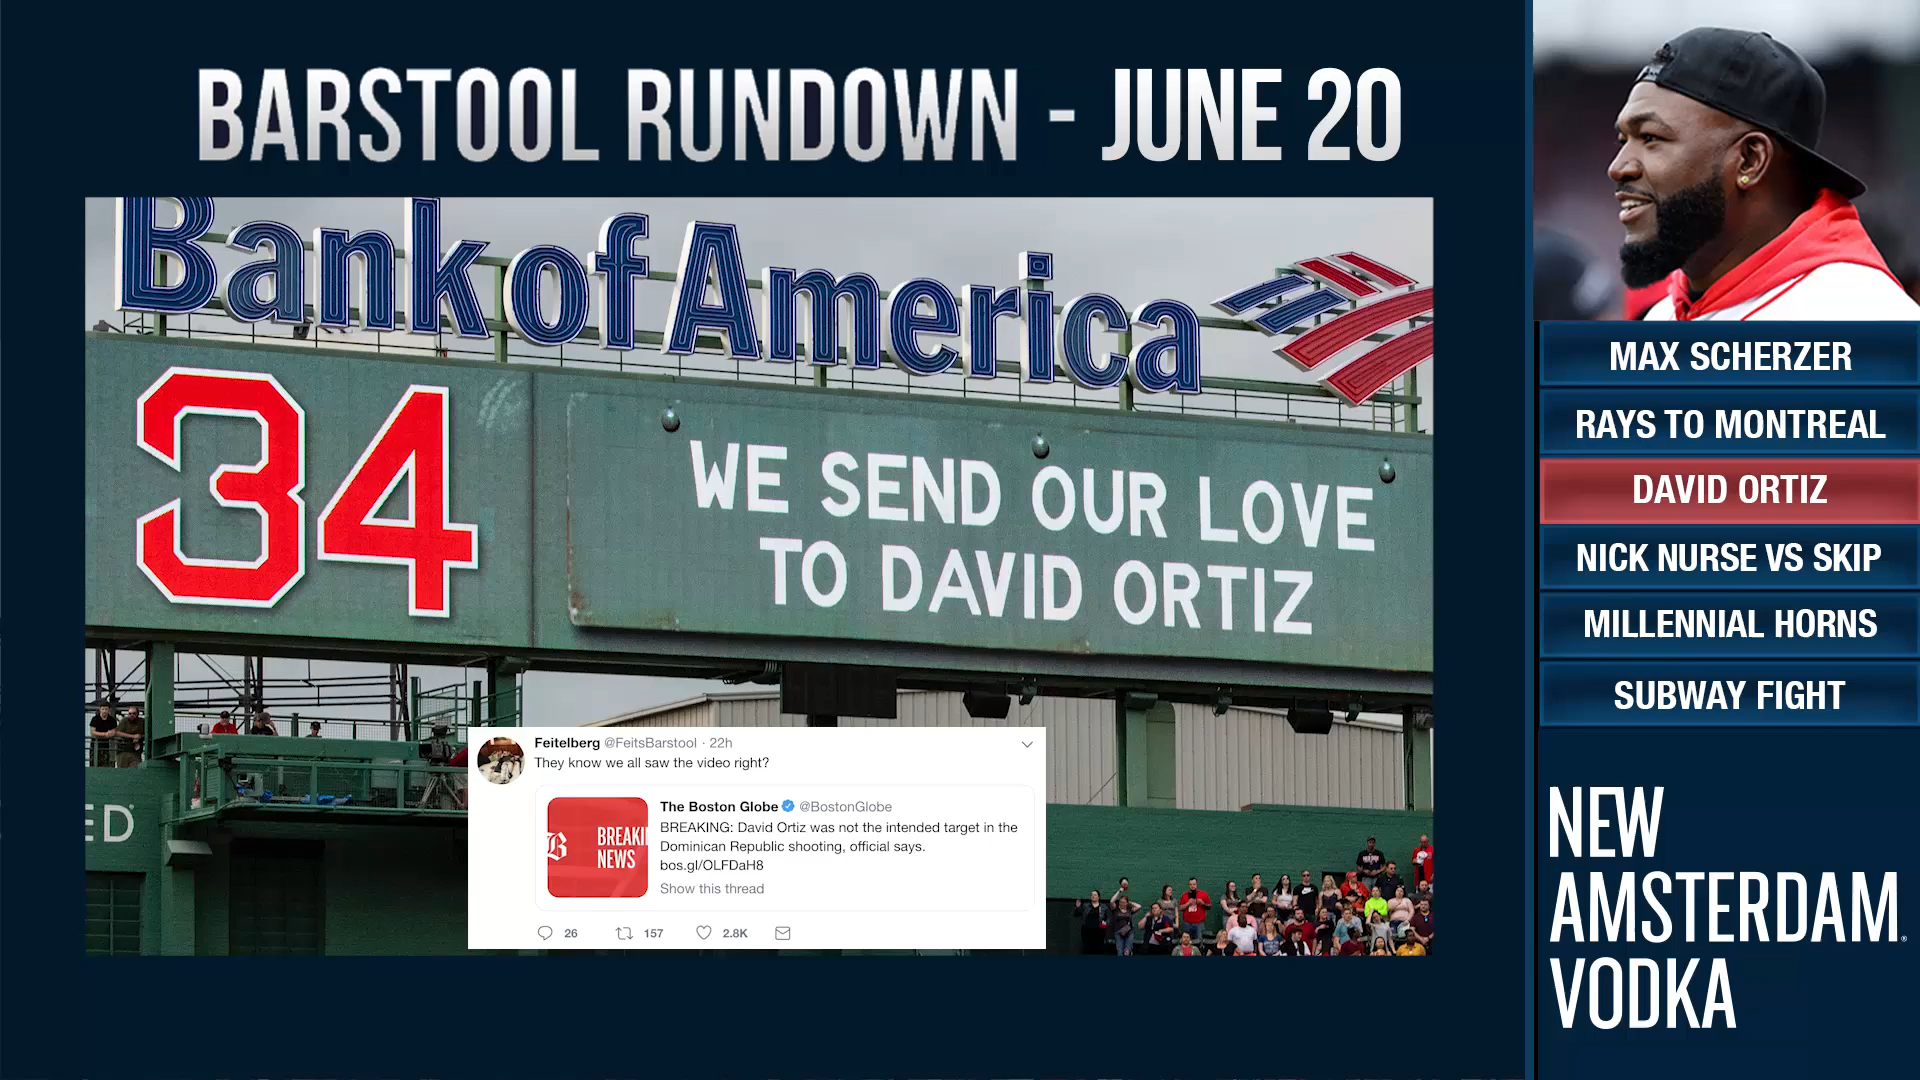 BARSTOOL RUNDOWN - JUNE 20
Bank of America
34
WE SEND OUR LOVE
TO DAVID ORTIZ
ED
Feitelberg @FeitsBarstool · 22h
They know we all saw the video right?
B
BREAKI
NEWS
The Boston Globe @BostonGlobe
BREAKING: David Ortiz was not the intended target in the
Dominican Republic shooting, official says.
bos.gl/OLFDaH8
Show this thread
26 157 2.8K
MAX SCHERZER
RAYS TO MONTREAL
DAVID ORTIZ
NICK NURSE VS SKIP
MILLENNIAL HORNS
SUBWAY FIGHT
NEW
AMSTERDAM®
VODKA